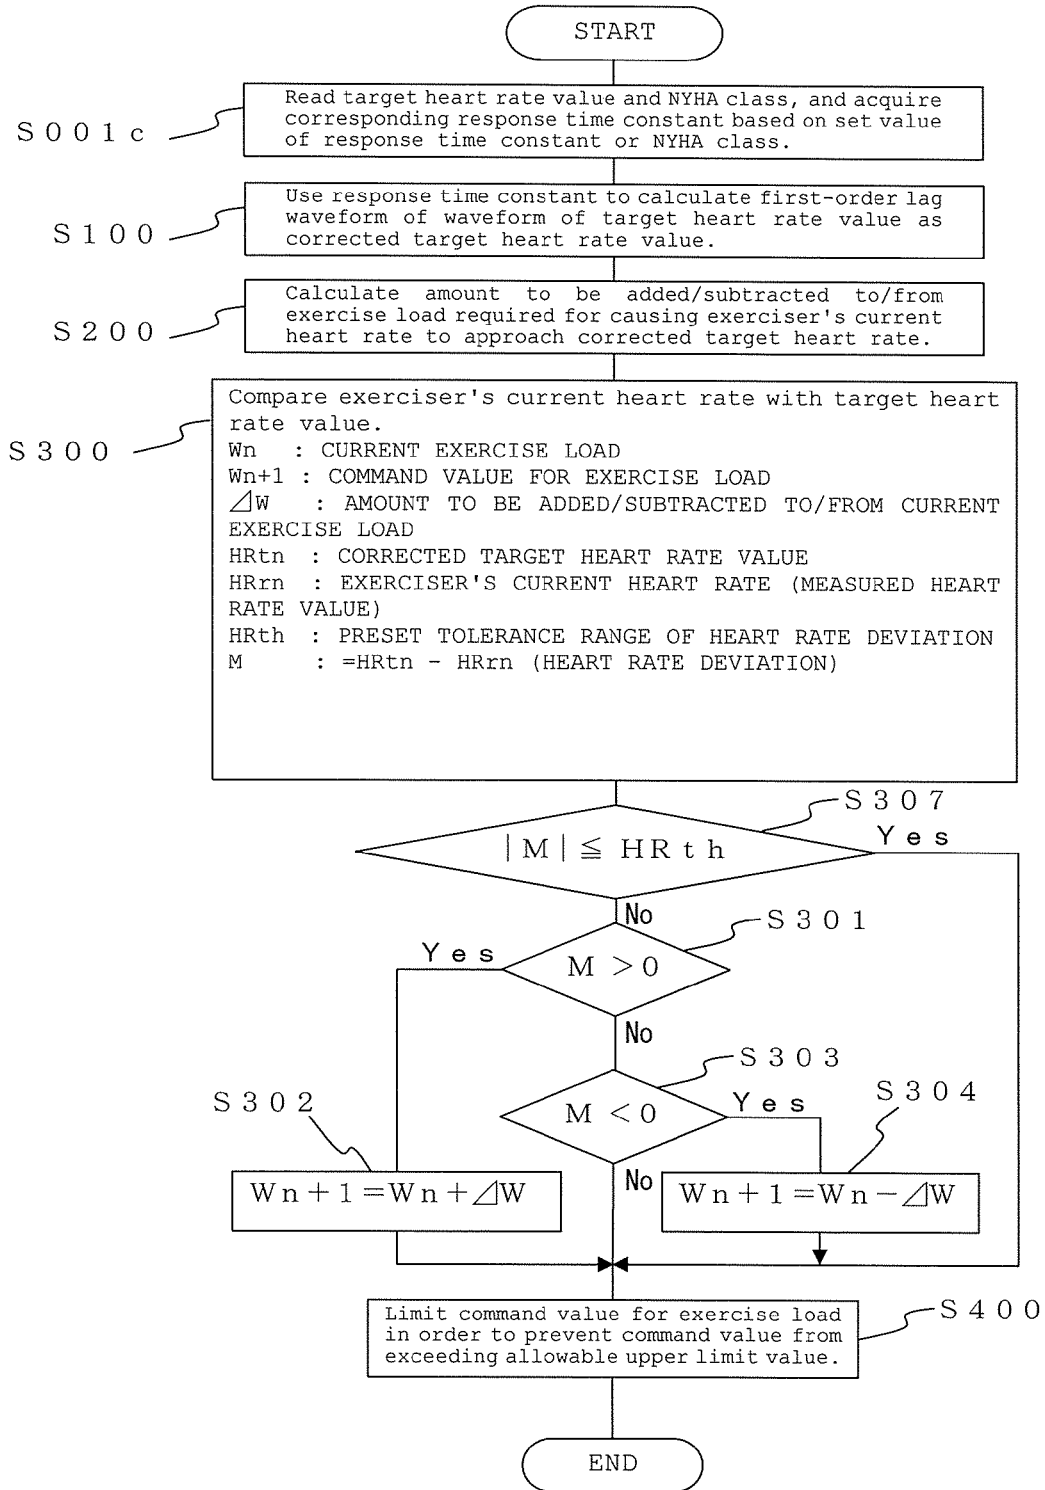 START
S001c
Read target heart rate value and NYHA class, and acquire
corresponding response time constant based on set value
of response time constant or NYHA class.
S100
Use response time constant to calculate first-order lag
waveform of waveform of target heart rate value as
corrected target heart rate value.
S200
Calculate amount to be added/subtracted to/from
exercise load required for causing exerciser's current
heart rate to approach corrected target heart rate.
S300
Compare exerciser's current heart rate with target heart
rate value.
Wn : CURRENT EXERCISE LOAD
Wn+1 : COMMAND VALUE FOR EXERCISE LOAD
⊿W : AMOUNT TO BE ADDED/SUBTRACTED TO/FROM CURRENT
EXERCISE LOAD
HRtn : CORRECTED TARGET HEART RATE VALUE
HRrn : EXERCISER'S CURRENT HEART RATE (MEASURED HEART
RATE VALUE)
HRth : PRESET TOLERANCE RANGE OF HEART RATE DEVIATION
M : =HRtn - HRrn (HEART RATE DEVIATION)
S307
|M| ≦ HRth
Yes
No
S301
Yes
M > 0
No
S303
M < 0
Yes
S304
S302
No
Wn+1=Wn+⊿W
Wn+1=Wn-⊿W
S400
Limit command value for exercise load
in order to prevent command value from
exceeding allowable upper limit value.
END